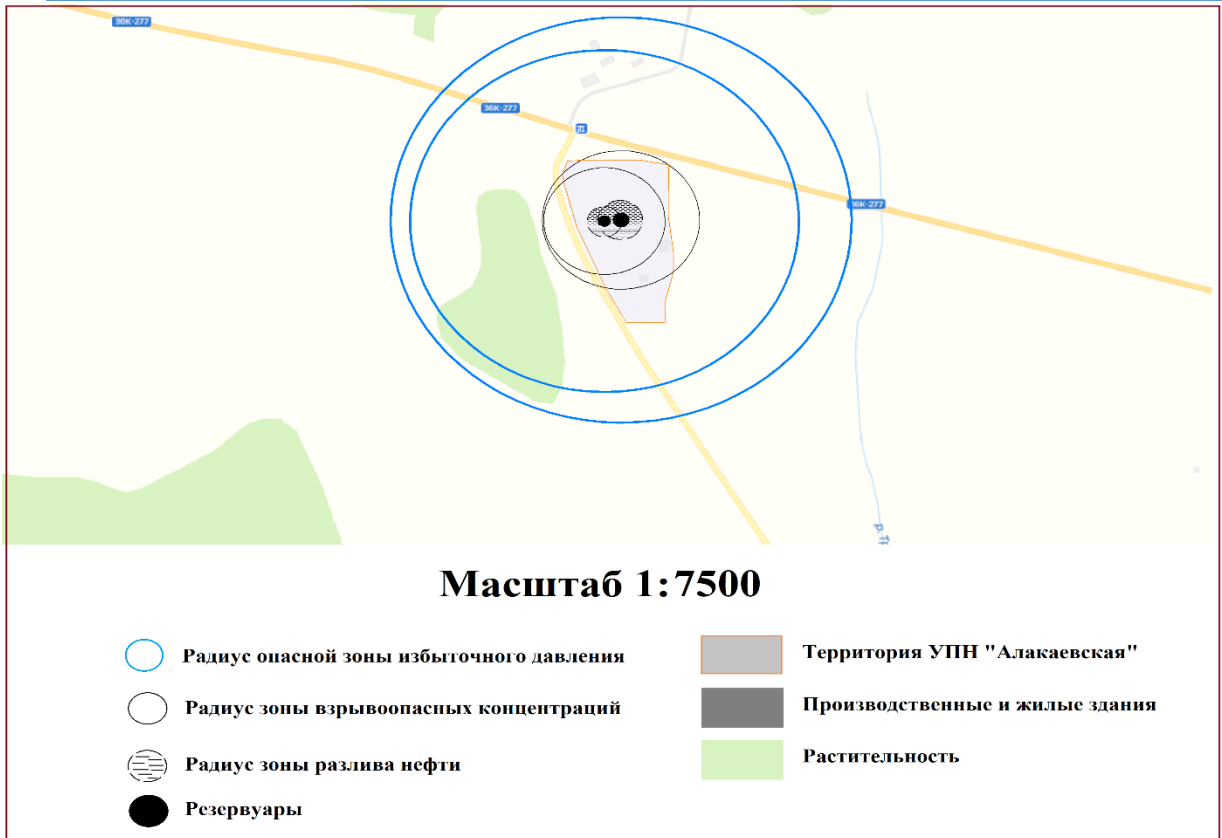 36К-277
36К-277
36К-277
Масштаб 1:7500
Радиус опасной зоны избыточного давления
Радиус зоны взрывоопасных концентраций
Радиус зоны разлива нефти
Резервуары
Территория УПН "Алакаевская"
Производственные и жилые здания
Растительность